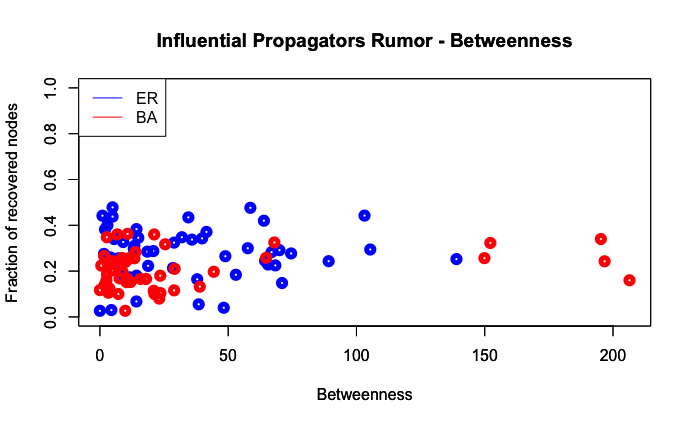 Influential Propagators Rumor - Betweenness
ER
BA
Fraction of recovered nodes
1.0
0.8
0.6
0.4
0.2
0.0
0 50 100 150 200
Betweenness